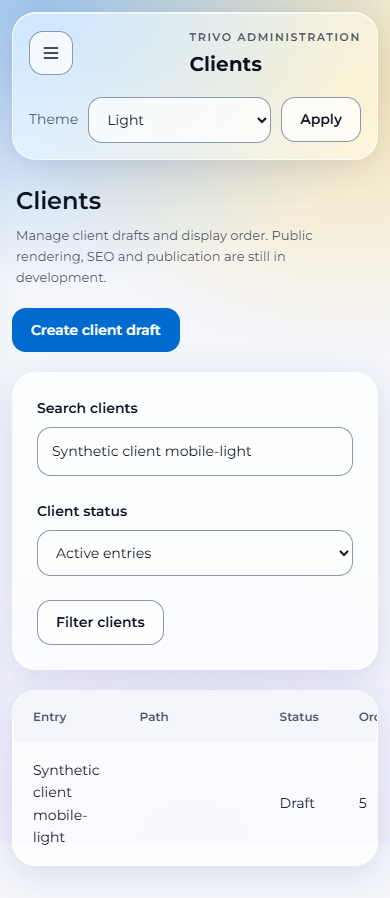 TRIVO ADMINISTRATION
Clients
Theme
Light
Apply
Clients
Manage client drafts and display order. Public
rendering, SEO and publication are still in
development.
Create client draft
Search clients
Synthetic client mobile-light
Client status
Active entries
Filter clients
Entry Path Status
Synthetic
client
mobile-
light
Draft 5